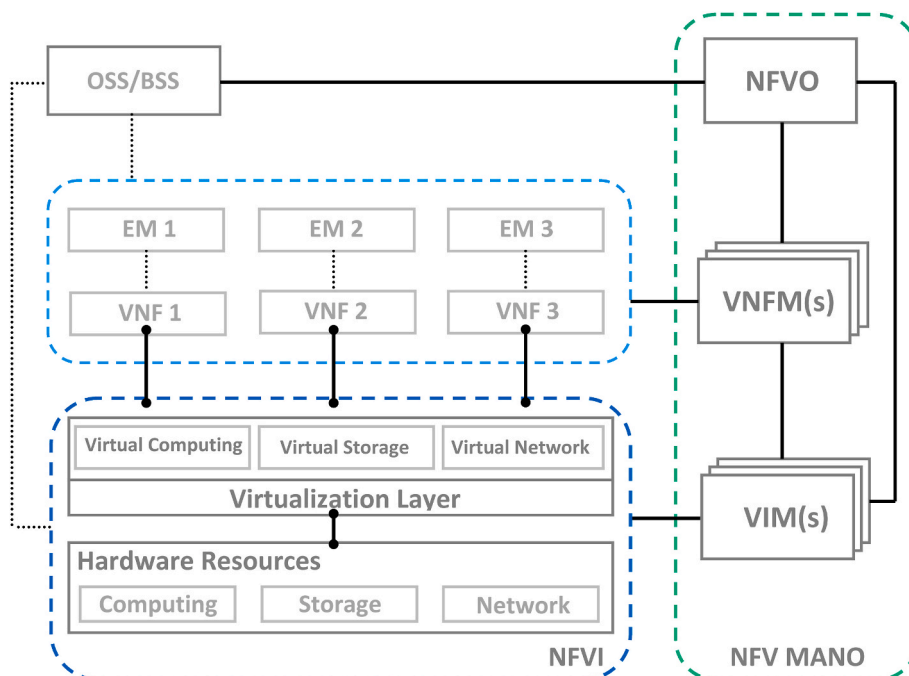 OSS/BSS
NFVO
EM 1
EM 2
EM 3
VNF 1
VNF 2
VNF 3
VNFM(s)
Virtual Computing
Virtual Storage
Virtual Network
Virtualization Layer
VIM(s)
Hardware Resources
Computing
Storage
Network
NFVI
NFV MANO